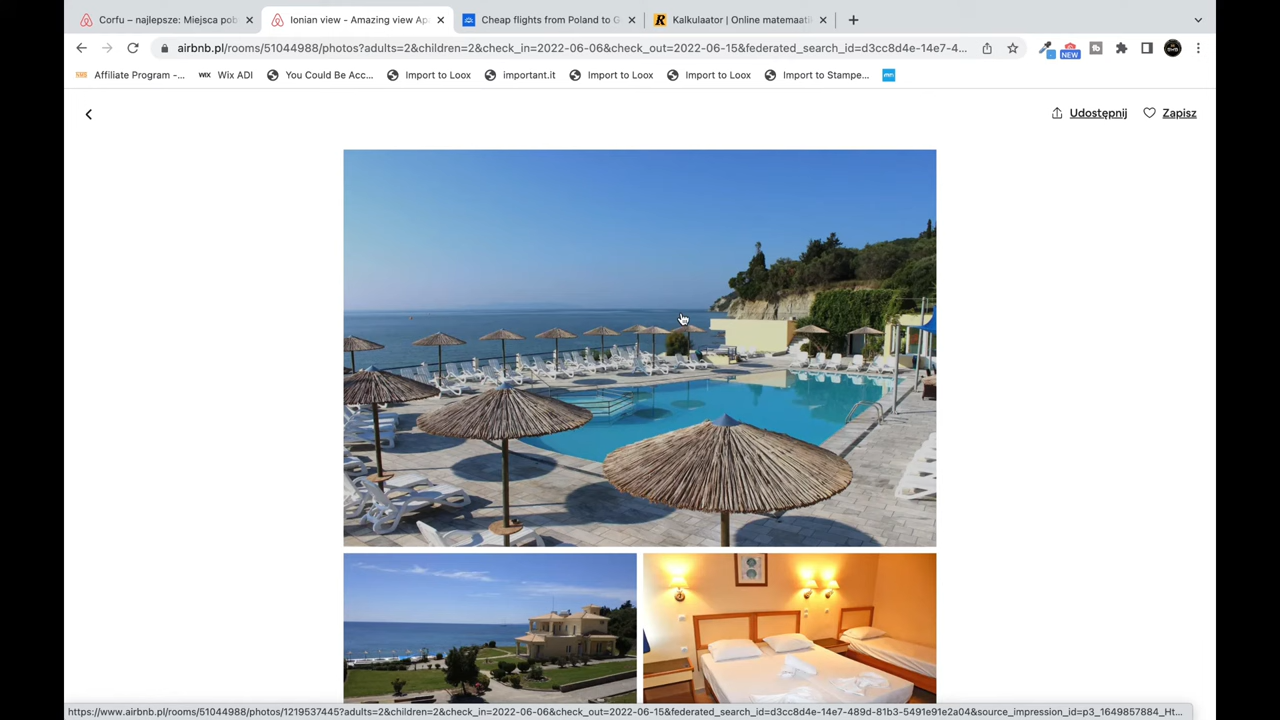 Corfu – najlepsze: Miejsca pob
Ionian view - Amazing view Ap
Cheap flights from Poland to G
Kalkulaator | Online matemaati
airbnb.pl/rooms/51044988/photos?adults=2&children=2&check_in=2022-06-06&check_out=2022-06-15&federated_search_id=d3cc8d4e-14e7-4...
NEW
Affiliate Program -...
WIX
Wix ADI
You Could Be Acc...
Import to Loox
important.it
Import to Loox
Import to Loox
Import to Stampe...
Udostępnij
Zapisz
https://www.airbnb.pl/rooms/51044988/photos/1219537445?adults=2&children=2&check_in=2022-06-06&check_out=2022-06-15&federated_search_id=d3cc8d4e-14e7-489d-81b3-5491e91e2a04&source_impression_id=p3_1649857884_Ht...